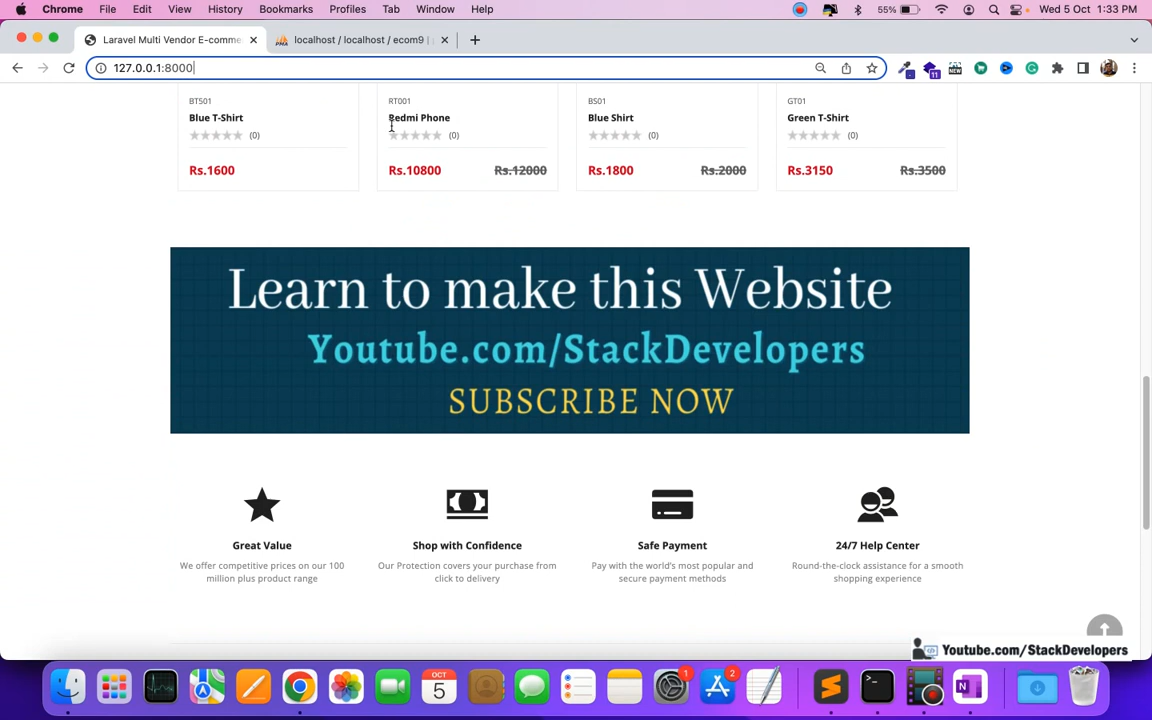 Chrome File Edit View History Bookmarks Profiles Tab Window Help 55% Wed 5 Oct 1:33 PM
Laravel Multi Vendor E-comme localhost / localhost / ecom9 |
127.0.0.1:8000
11 NEW
BT501 RT001 BS01 GT01
Blue T-Shirt Redmi Phone Blue Shirt Green T-Shirt
(0) (0) (0) (0)
Rs.1600 Rs.10800 Rs.12000 Rs.1800 Rs.2000 Rs.3150 Rs.3500
Learn to make this Website
Youtube.com/StackDevelopers
SUBSCRIBE NOW
Great Value Shop with Confidence Safe Payment 24/7 Help Center
We offer competitive prices on our 100 Our Protection covers your purchase from Pay with the world's most popular and Round-the-clock assistance for a smooth
million plus product range click to delivery secure payment methods shopping experience
Youtube.com/StackDevelopers
OCT 1 2
5